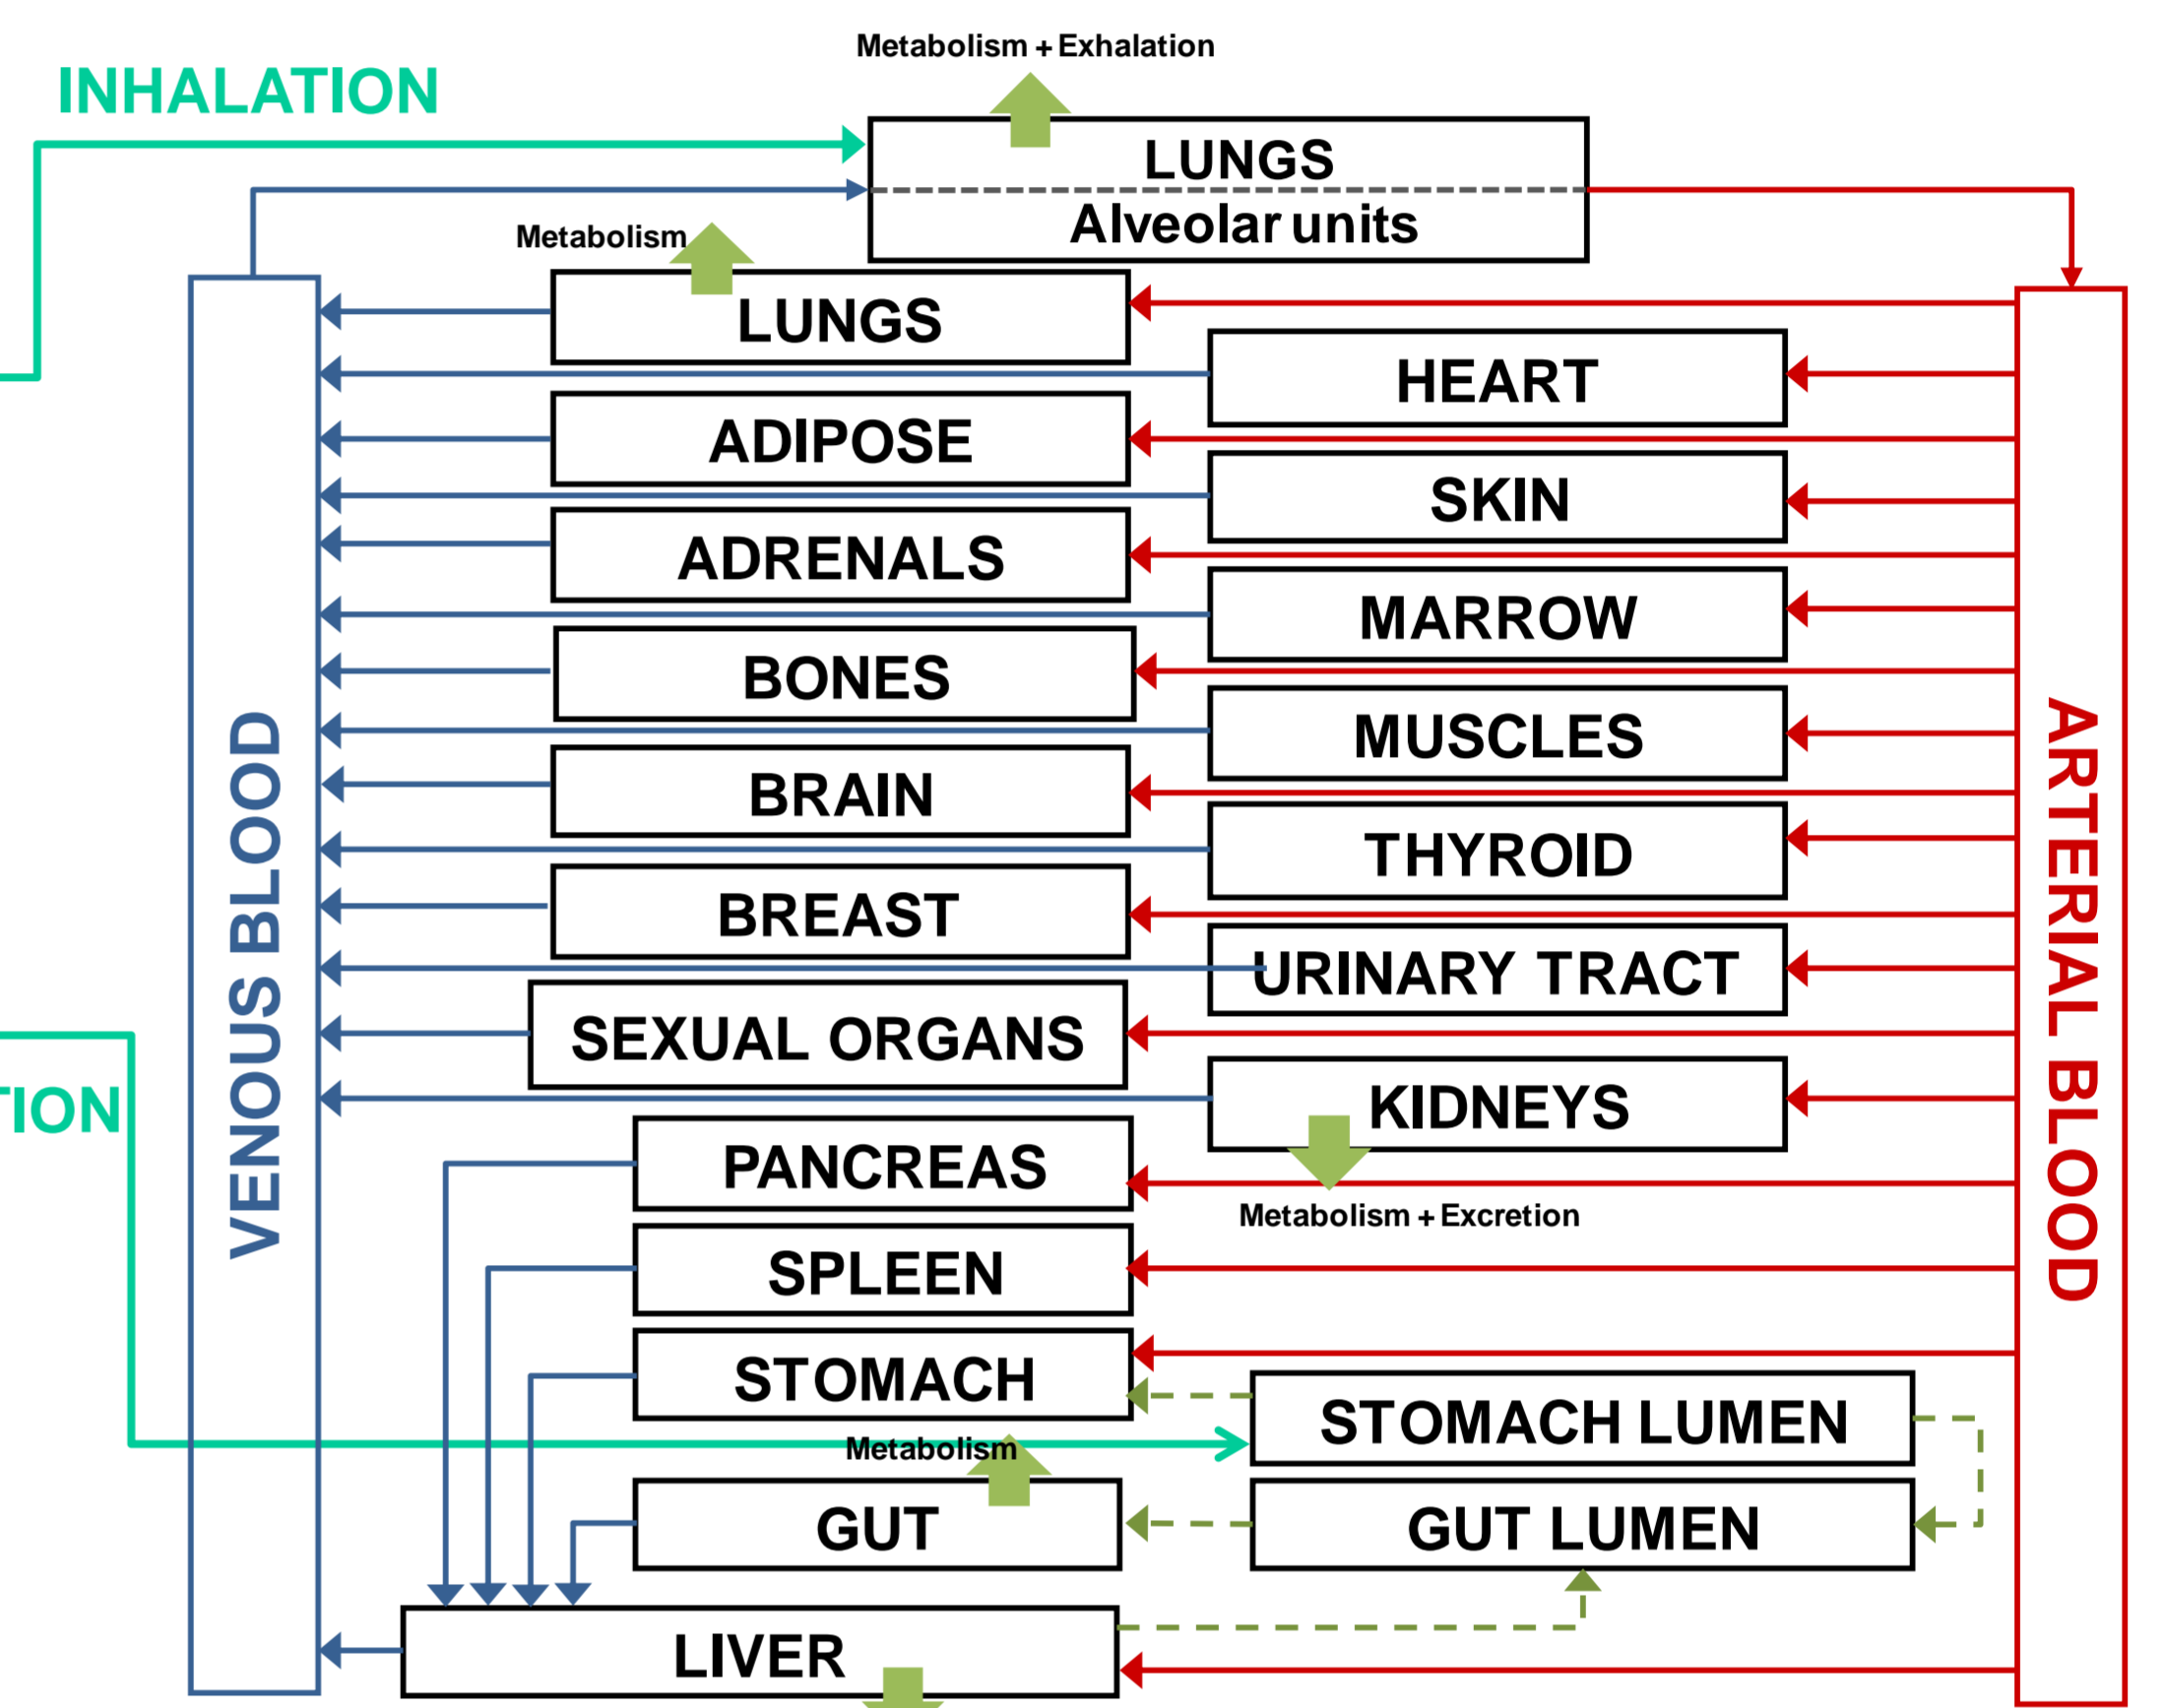 Metabolism + Exhalation
INHALATION
LUNGS
Alveolar units
Metabolism
LUNGS
HEART
ADIPOSE
SKIN
ADRENALS
MARROW
BONES
MUSCLES
BRAIN
THYROID
BREAST
URINARY TRACT
SEXUAL ORGANS
KIDNEYS
TION
PANCREAS
Metabolism + Excretion
SPLEEN
STOMACH
STOMACH LUMEN
Metabolism
GUT
GUT LUMEN
LIVER
VENOUS BLOOD
ARTERIAL BLOOD